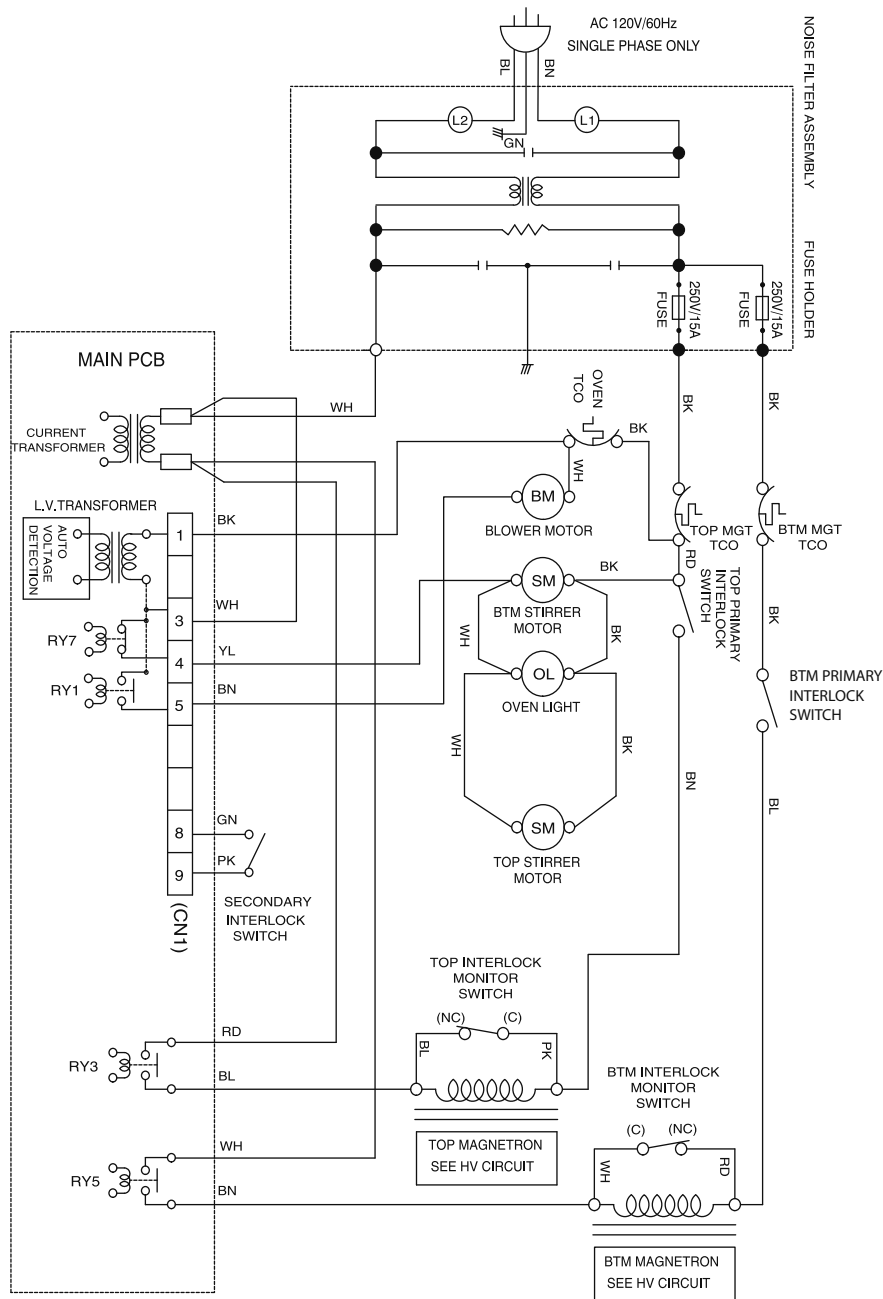 AC 120V/60Hz
SINGLE PHASE ONLY
BL
BN
NOISE FILTER ASSEMBLY
L2
L1
GN
FUSE HOLDER
250V/15A
FUSE
250V/15A
FUSE
MAIN PCB
WH
CURRENT
TRANSFORMER
OVEN
TCO
BK
BK
BK
L.V.TRANSFORMER
AUTO
VOLTAGE
DETECTION
1
BK
WH
BM
BLOWER MOTOR
TOP MGT
TCO
BTM MGT
TCO
RD
TOP PRIMARY
INTERLOCK
SWITCH
3
WH
RY7
4
YL
SM
BK
BTM STIRRER
MOTOR
WH
BK
BK
RY1
5
BN
OL
OVEN LIGHT
BTM PRIMARY
INTERLOCK
SWITCH
WH
BK
BN
BL
8
GN
SM
TOP STIRRER
MOTOR
9
PK
(CN1)
SECONDARY
INTERLOCK
SWITCH
TOP INTERLOCK
MONITOR
SWITCH
(NC)
(C)
RD
BL
PK
RY3
BL
BTM INTERLOCK
MONITOR
SWITCH
(C)
(NC)
TOP MAGNETRON
SEE HV CIRCUIT
WH
WH
RD
RY5
BN
BTM MAGNETRON
SEE HV CIRCUIT